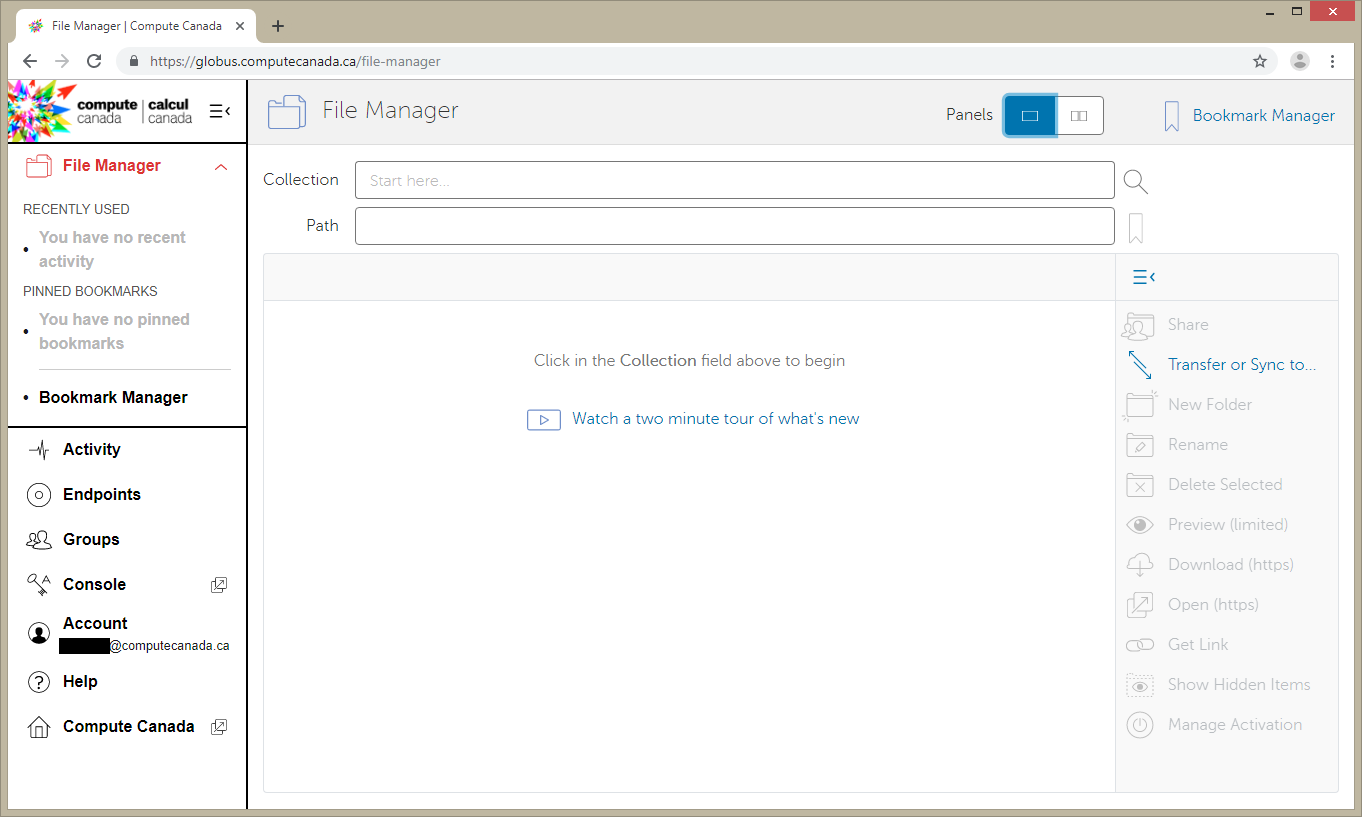 File Manager | Compute Canada
https://globus.computecanada.ca/file-manager
compute canada | calcul canada
File Manager
RECENTLY USED
You have no recent
activity
PINNED BOOKMARKS
You have no pinned
bookmarks
Bookmark Manager
Activity
Endpoints
Groups
Console
Account
@computecanada.ca
Help
Compute Canada
File Manager
Panels
Bookmark Manager
Collection
Start here...
Path
Click in the Collection field above to begin
Watch a two minute tour of what's new
Share
Transfer or Sync to...
New Folder
Rename
Delete Selected
Preview (limited)
Download (https)
Open (https)
Get Link
Show Hidden Items
Manage Activation